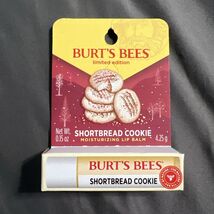 BURT'S BEES
limited edition
SHORTBREAD COOKIE
MOISTURIZING LIP BALM
Net Wt.
0.15 oz
4.25 g
BURT'S BEES
SHORTBREAD COOKIE